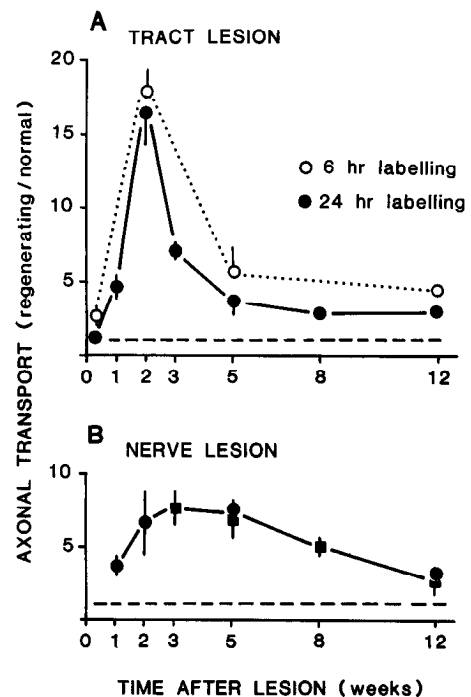 A
TRACT LESION
20
15
10
5
6 hr labelling
24 hr labelling
0 1 2 3 5 8 12
B
NERVE LESION
10
5
0 1 2 3 5 8 12
TIME AFTER LESION (weeks)
AXONAL TRANSPORT (regenerating/normal)